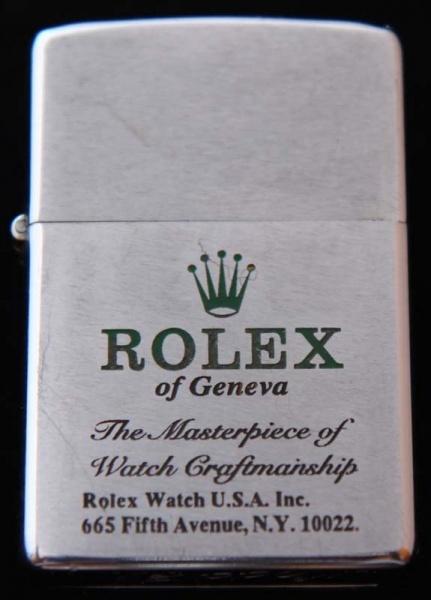 ROLEX
of Geneva
The Masterpiece of
Watch Craftmanship
Rolex Watch U.S.A. Inc.
665 Fifth Avenue, N.Y. 10022.